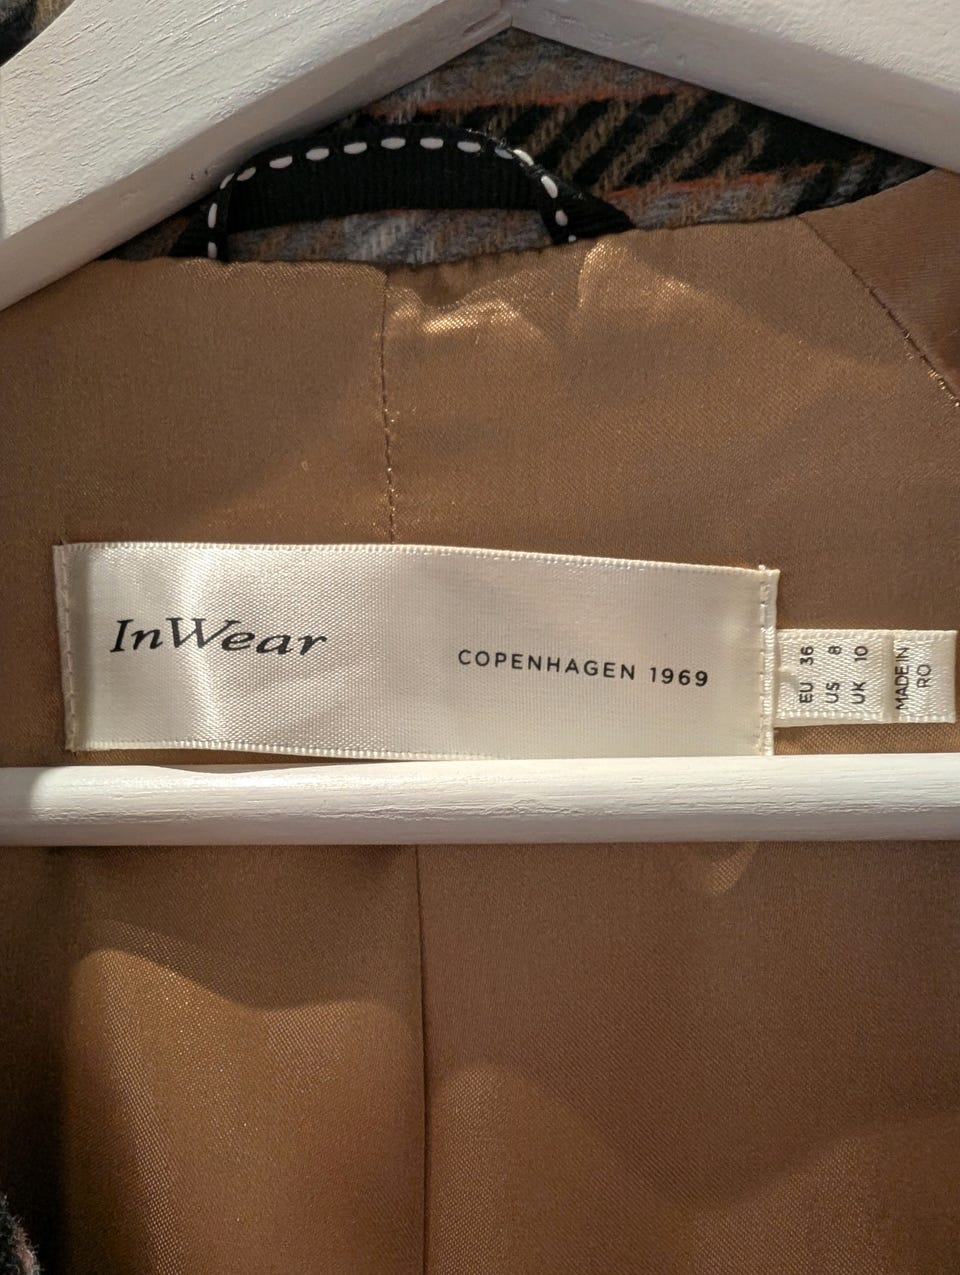 InWear
COPENHAGEN 1969
EU 36
US 8
UK 10
MADE IN
RO